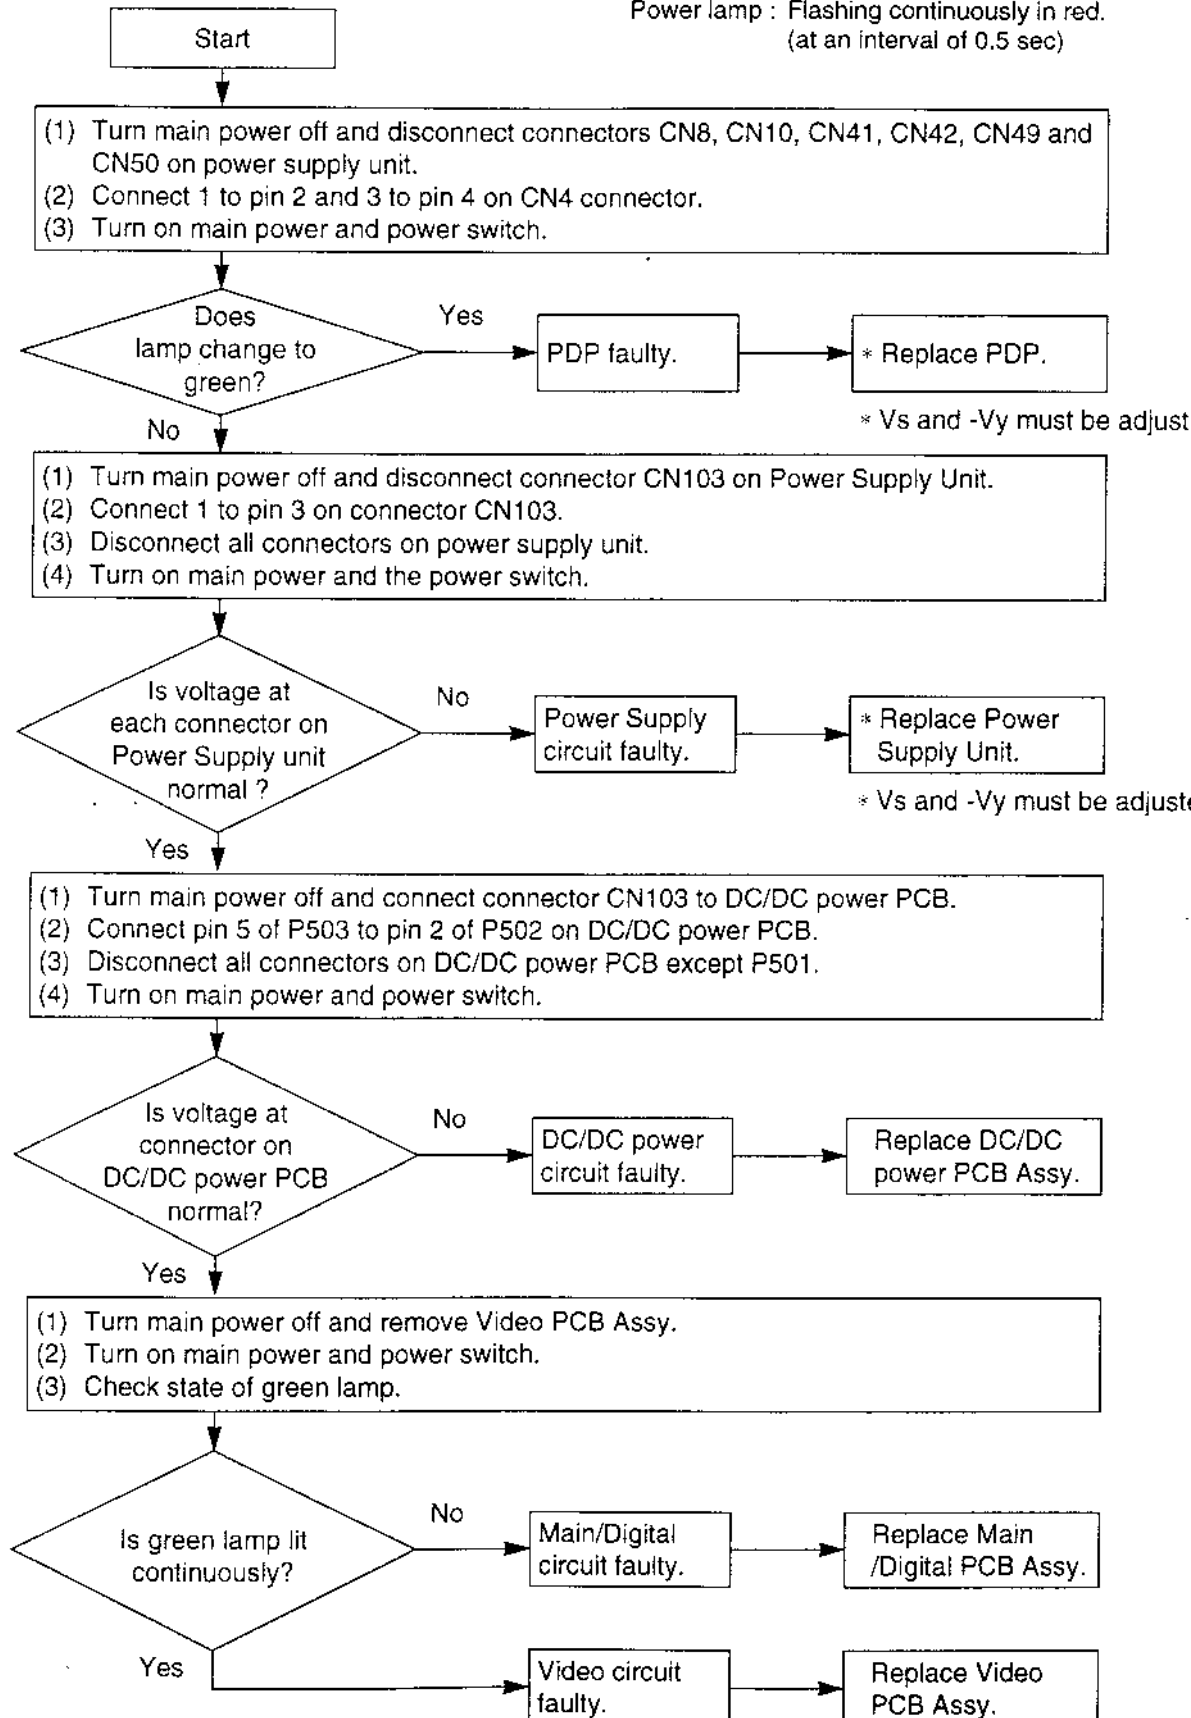 Power lamp : Flashing continuously in red.
(at an interval of 0.5 sec)
Start
(1) Turn main power off and disconnect connectors CN8, CN10, CN41, CN42, CN49 and
CN50 on power supply unit.
(2) Connect 1 to pin 2 and 3 to pin 4 on CN4 connector.
(3) Turn on main power and power switch.
Does
lamp change to
green?
Yes
PDP faulty.
* Replace PDP.
* Vs and -Vy must be adjust
No
(1) Turn main power off and disconnect connector CN103 on Power Supply Unit.
(2) Connect 1 to pin 3 on connector CN103.
(3) Disconnect all connectors on power supply unit.
(4) Turn on main power and the power switch.
Is voltage at
each connector on
Power Supply unit
normal ?
No
Power Supply
circuit faulty.
* Replace Power
Supply Unit.
* Vs and -Vy must be adjuste
Yes
(1) Turn main power off and connect connector CN103 to DC/DC power PCB.
(2) Connect pin 5 of P503 to pin 2 of P502 on DC/DC power PCB.
(3) Disconnect all connectors on DC/DC power PCB except P501.
(4) Turn on main power and power switch.
Is voltage at
connector on
DC/DC power PCB
normal?
No
DC/DC power
circuit faulty.
Replace DC/DC
power PCB Assy.
Yes
(1) Turn main power off and remove Video PCB Assy.
(2) Turn on main power and power switch.
(3) Check state of green lamp.
Is green lamp lit
continuously?
No
Main/Digital
circuit faulty.
Replace Main
/Digital PCB Assy.
Yes
Video circuit
faulty.
Replace Video
PCB Assy.